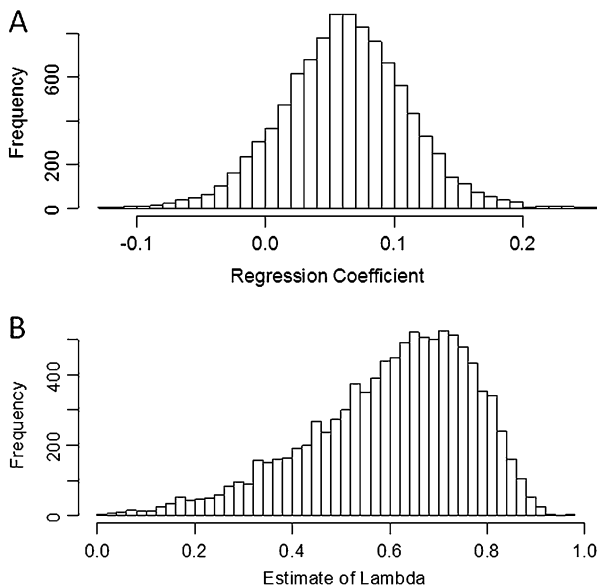 A
Frequency
600
200
0
-0.1 0.0 0.1 0.2
Regression Coefficient
B
Frequency
400
200
0
0.0 0.2 0.4 0.6 0.8 1.0
Estimate of Lambda